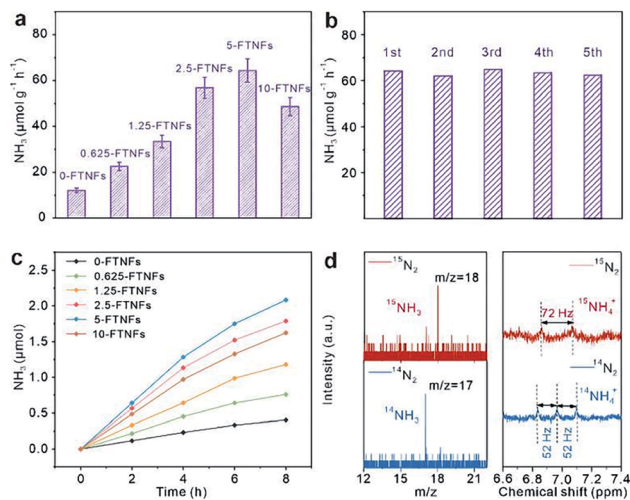 a
NH₃ (μmol g⁻¹ h⁻¹)
80
60
40
20
0
0-FTNFs
0.625-FTNFs
1.25-FTNFs
2.5-FTNFs
5-FTNFs
10-FTNFs
b
NH₃ (μmol g⁻¹ h⁻¹)
80
60
40
20
1st 2nd 3rd 4th 5th
c
NH₃ (μmol)
2.5
2.0
1.5
1.0
0.5
0.0
0-FTNFs
0.625-FTNFs
1.25-FTNFs
2.5-FTNFs
5-FTNFs
10-FTNFs
0 2 4 6 8
Time (h)
d
Intensity (a.u.)
¹⁵N₂
m/z=18
¹⁵NH₃
¹⁴N₂
m/z=17
¹⁴NH₃
12 15 18 21
m/z
¹⁵N₂
¹⁵NH₄⁺
72 Hz
¹⁴N₂
¹⁴NH₄⁺
52 Hz
52 Hz
6.6 6.8 7.0 7.2 7.4
Chemical shift (ppm)